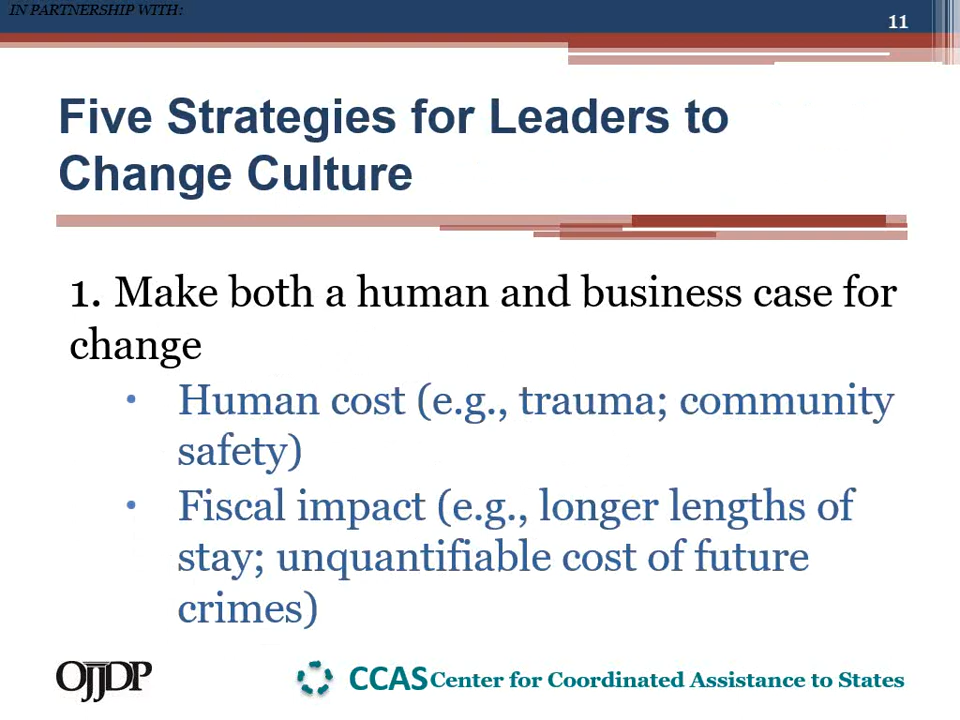 IN PARTNERSHIP WITH:
11
Five Strategies for Leaders to
Change Culture
1. Make both a human and business case for
change
• Human cost (e.g., trauma; community
safety)
• Fiscal impact (e.g., longer lengths of
stay; unquantifiable cost of future
crimes)
OJJDP
CCAS Center for Coordinated Assistance to States